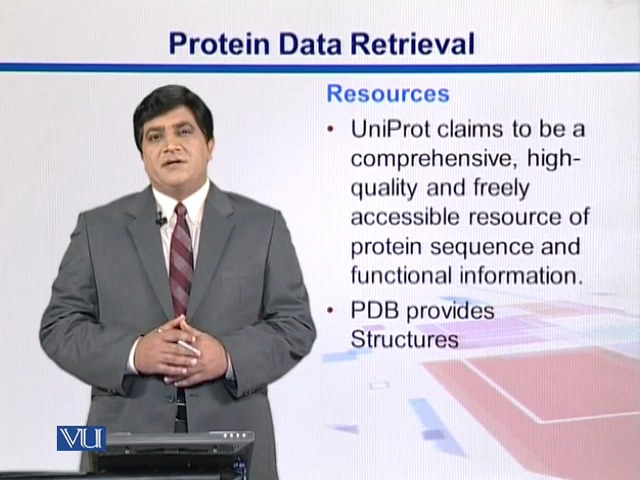 Protein Data Retrieval
Resources
• UniProt claims to be a
comprehensive, high-
quality and freely
accessible resource of
protein sequence and
functional information.
• PDB provides
Structures
VU